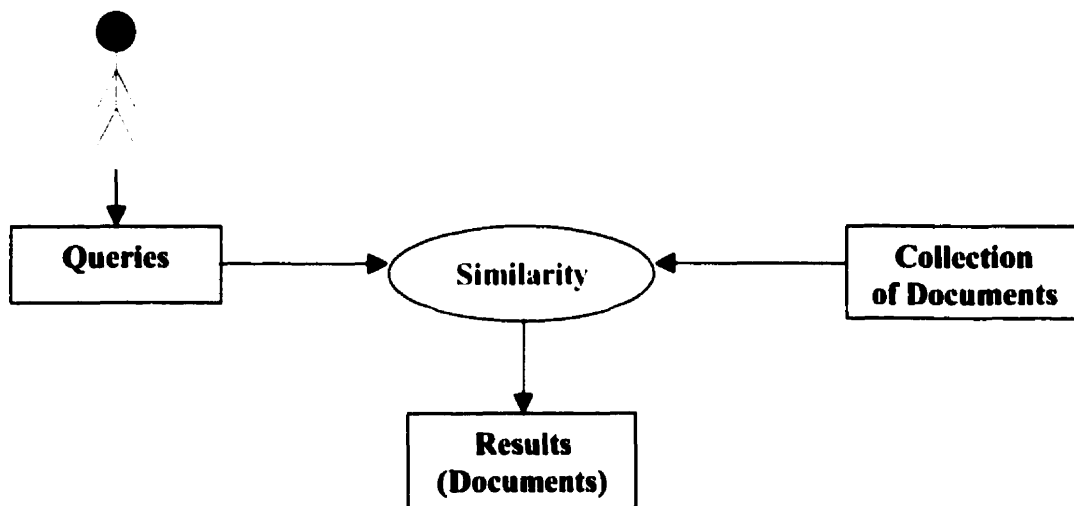 Queries
Similarity
Collection
of Documents
Results
(Documents)